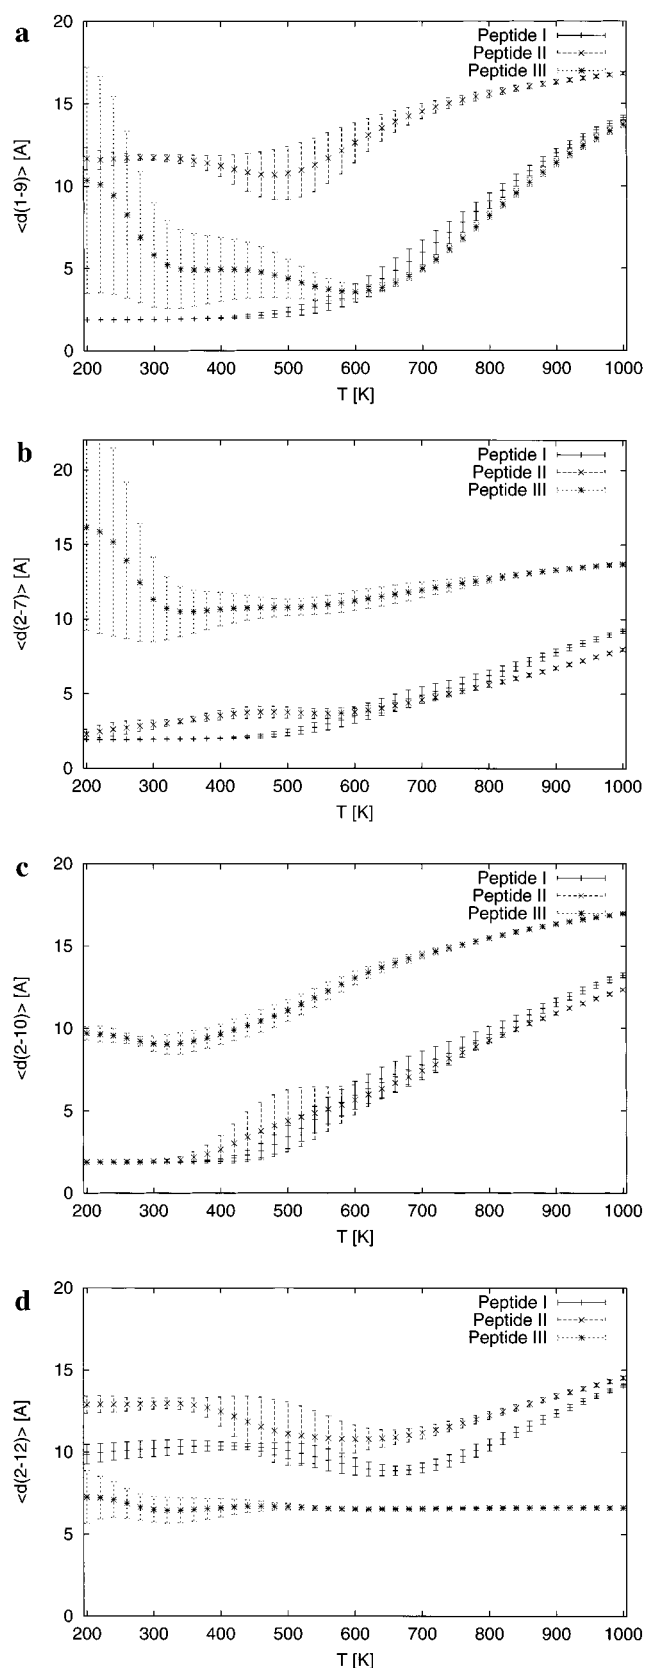 a
20
15
10
5
0
<d(1-9)> [A]
Peptide I
Peptide II
Peptide III
200 300 400 500 600 700 800 900 1000
T [K]
b
20
15
10
5
0
<d(2-7)> [A]
Peptide I
Peptide II
Peptide III
200 300 400 500 600 700 800 900 1000
T [K]
c
20
15
10
5
0
<d(2-10)> [A]
Peptide I
Peptide II
Peptide III
200 300 400 500 600 700 800 900 1000
T [K]
d
20
15
10
5
0
<d(2-12)> [A]
Peptide I
Peptide II
Peptide III
200 300 400 500 600 700 800 900 1000
T [K]